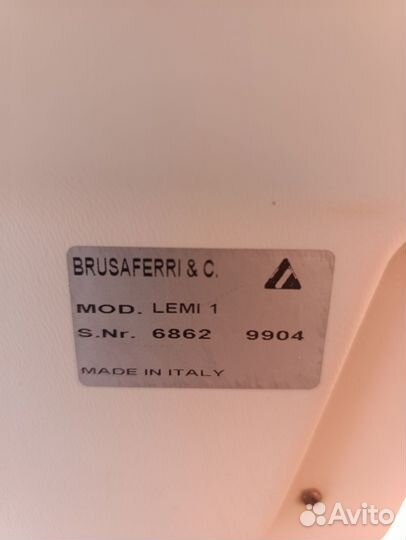 BRUSAFERRI & C.
MOD. LEMI 1
S.Nr. 6862 9904
MADE IN ITALY
Avito